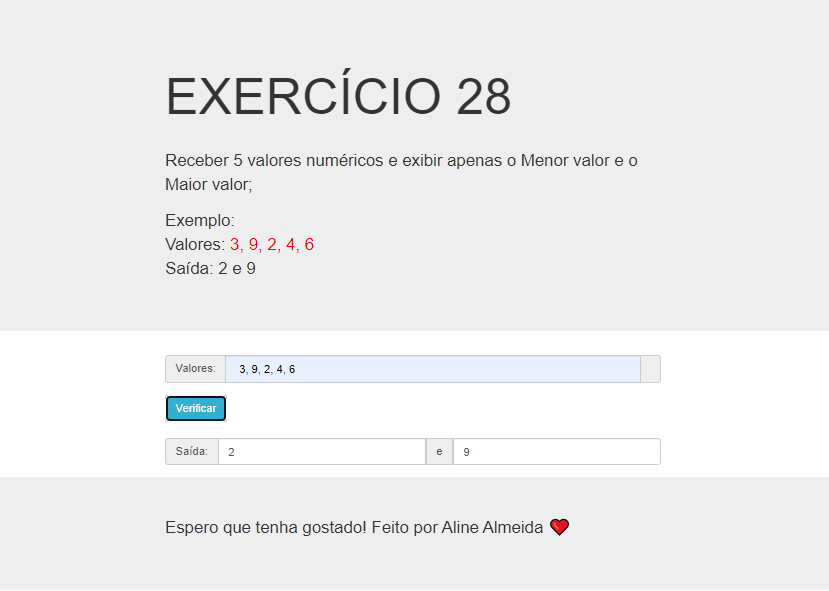 EXERCÍCIO 28
Receber 5 valores numéricos e exibir apenas o Menor valor e o
Maior valor;
Exemplo:
Valores: 3, 9, 2, 4, 6
Saída: 2 e 9
Valores: 3, 9, 2, 4, 6
Verificar
Saída: 2 e 9
Espero que tenha gostado! Feito por Aline Almeida